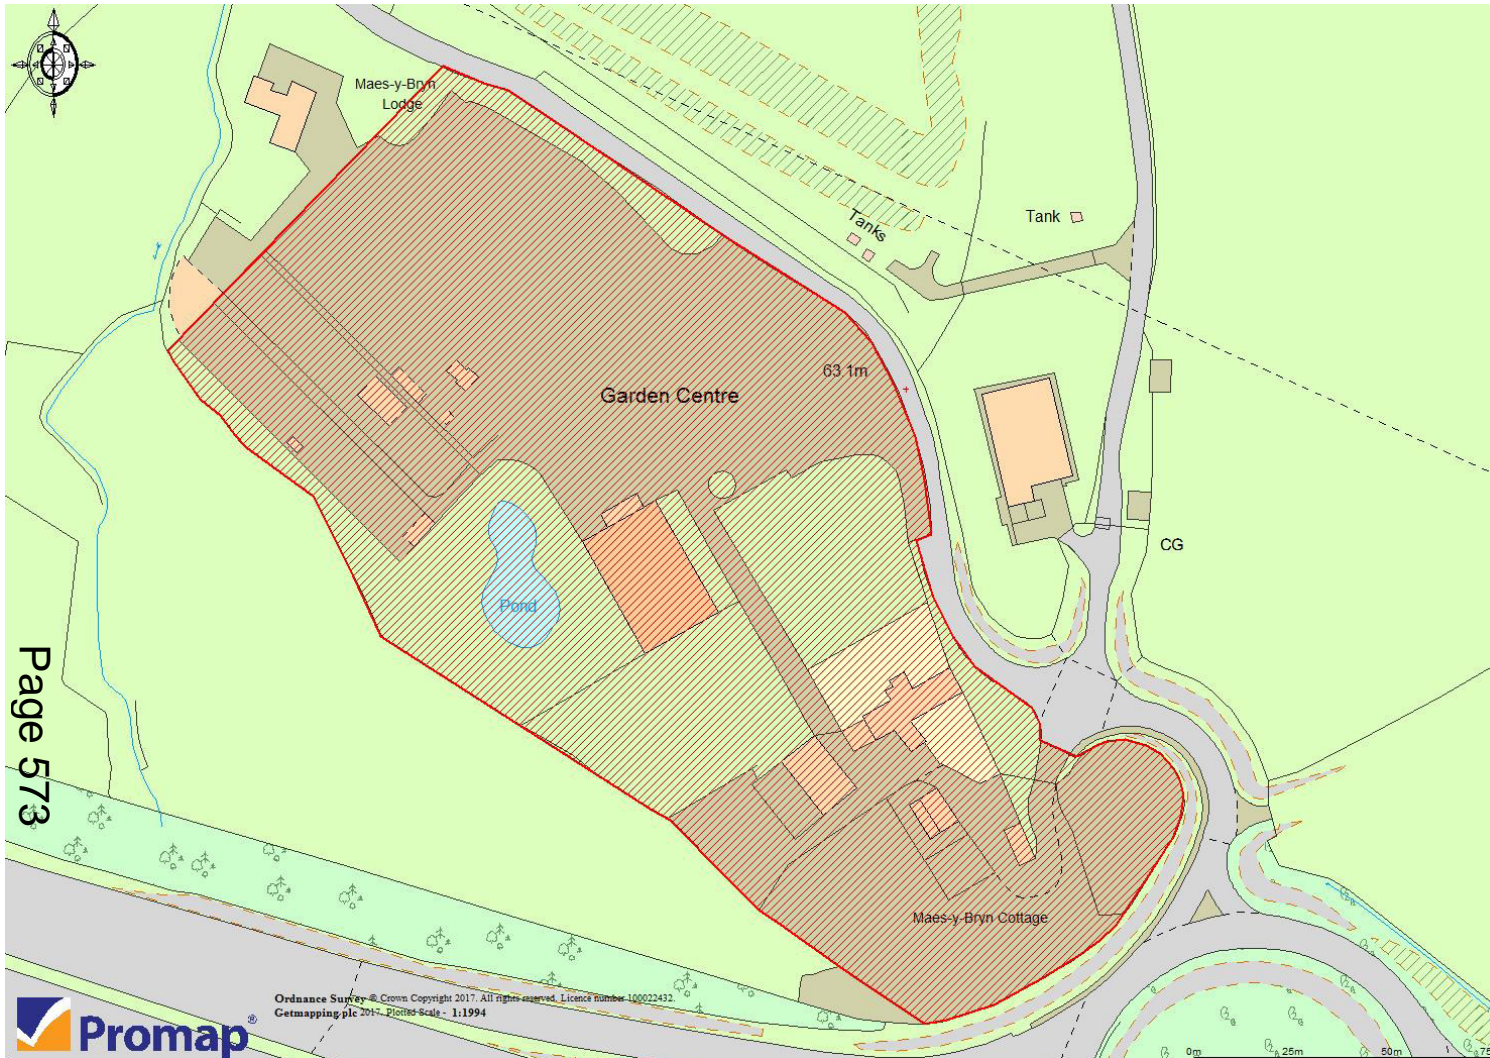 Maes-y-Bryn
Lodge
Tanks
Tank
63.1m
Garden Centre
CG
Pond
Page 573
Maes-y-Bryn Cottage
Ordnance Survey © Crown Copyright 2017. All rights reserved. Licence number 100022432.
Getmapping plc 2017. Plotted Scale - 1:1994
Promap®
0m 25m 50m 75